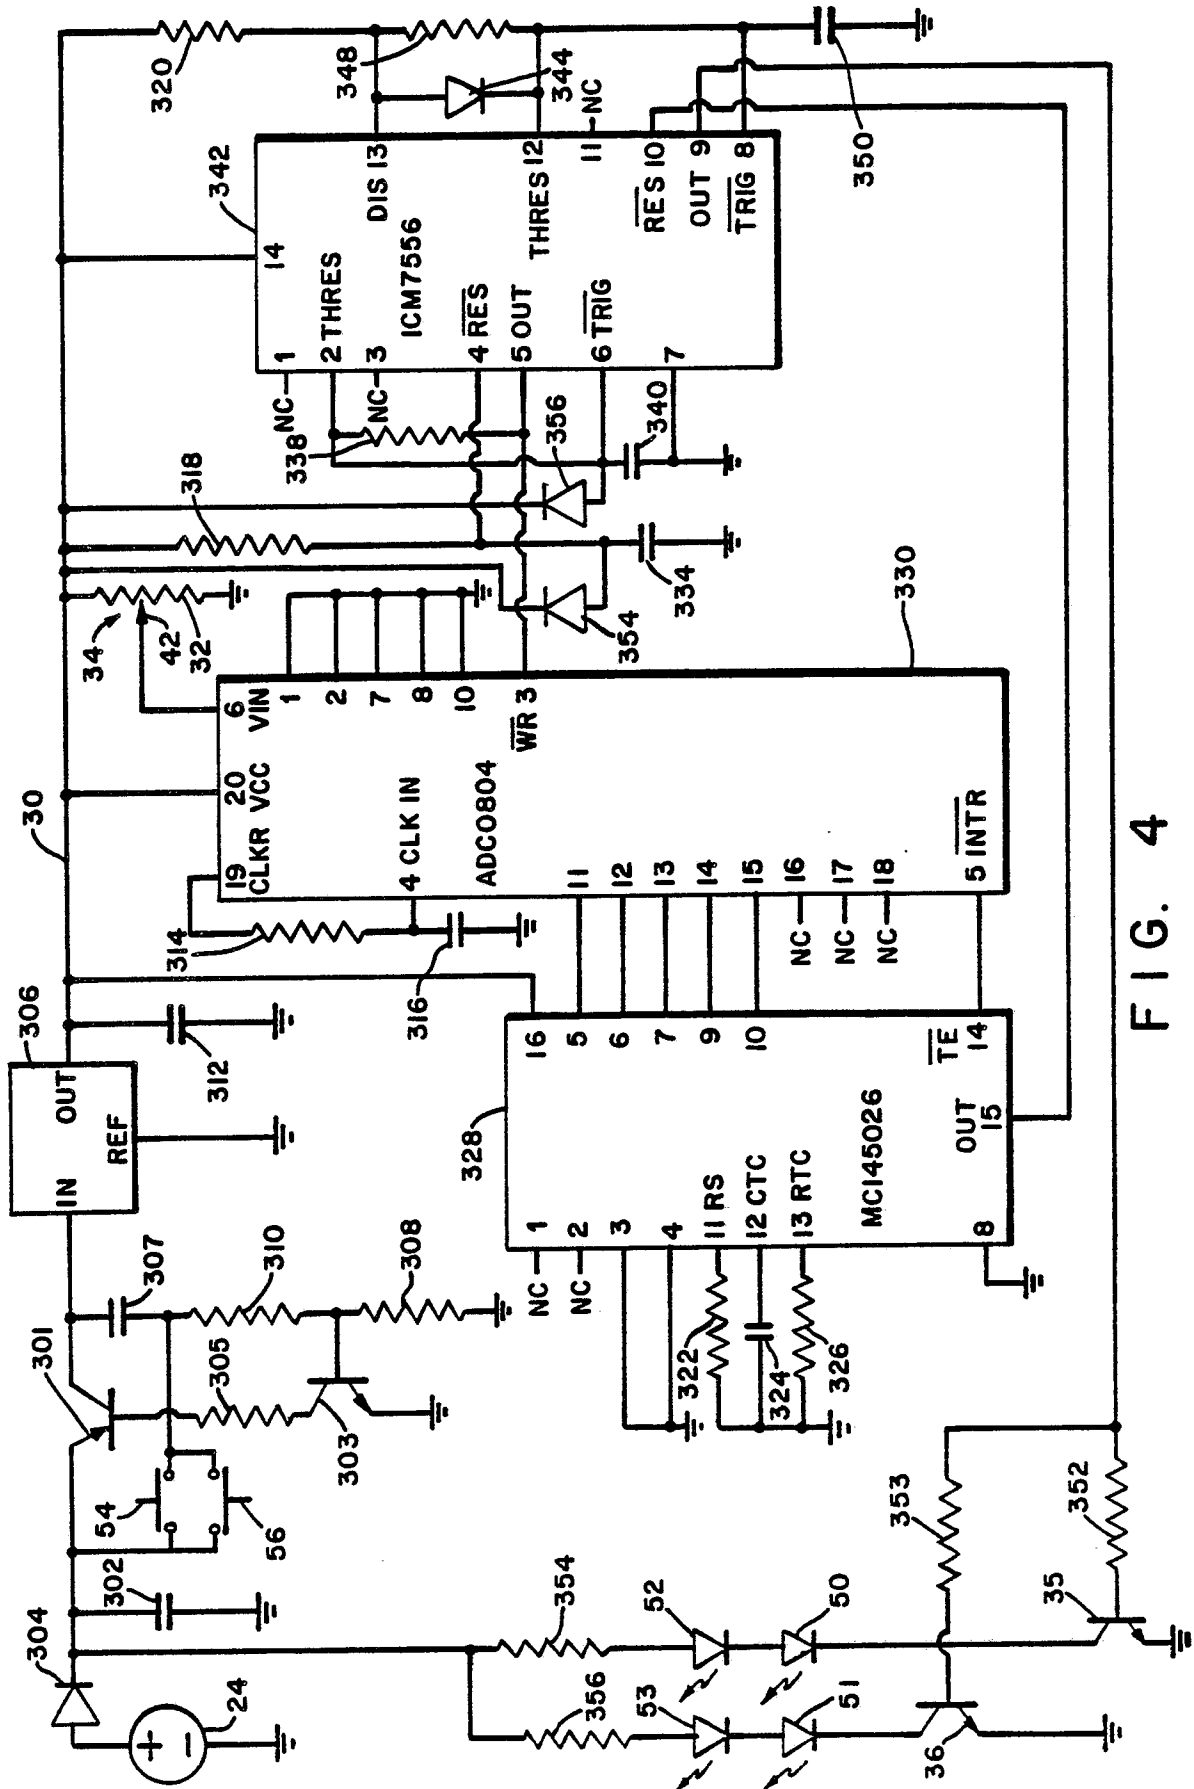 24
304
302
54
56
301
307
305
310
303
308
IN
OUT
REF
306
312
30
314
316
19
CLKR
20
VCC
6
VIN
4 CLK IN
ADC0804
1
2
7
8
10
WR 3
11
12
13
14
15
NC 16
NC 17
NC 18
5 INTR
330
34
42
32
318
354
334
356
340
338
342
14
NC 1
2 THRES
NC 3
ICM7556
4 RES
5 OUT
6 TRIG
7
DIS 13
THRES 12
11 NC
RES 10
OUT 9
TRIG 8
320
348
344
350
328
16
5
6
7
9
10
TE
14
OUT
15
MC145026
NC 1
NC 2
3
4
11 RS
12 CTC
13 RTC
8
322
324
326
353
352
35
36
354
356
52
50
53
51
FIG. 4